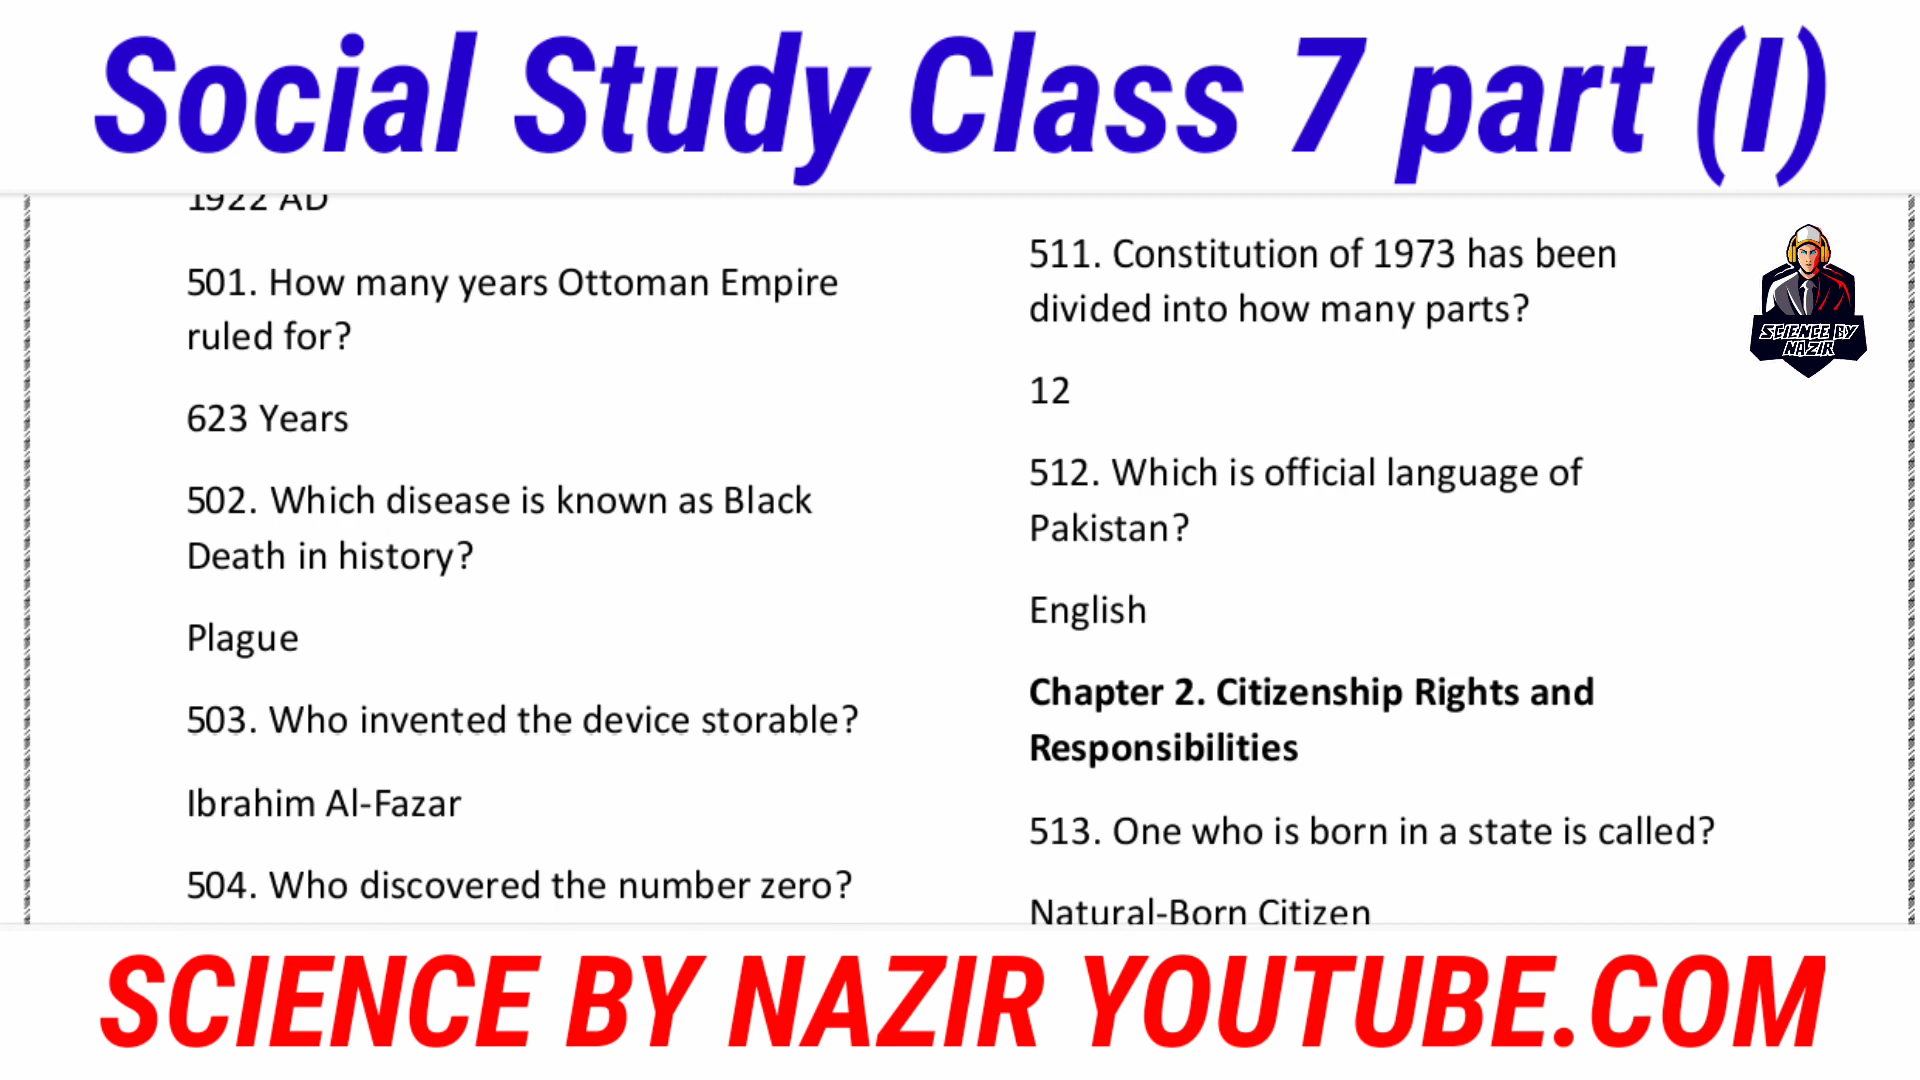 Social Study Class 7 part (I)
1922 AD
501. How many years Ottoman Empire
ruled for?
623 Years
502. Which disease is known as Black
Death in history?
Plague
503. Who invented the device storable?
Ibrahim Al-Fazar
504. Who discovered the number zero?
511. Constitution of 1973 has been
divided into how many parts?
12
512. Which is official language of
Pakistan?
English
Chapter 2. Citizenship Rights and
Responsibilities
513. One who is born in a state is called?
Natural-Born Citizen
SCIENCE BY
NAZIR
SCIENCE BY NAZIR YOUTUBE.COM